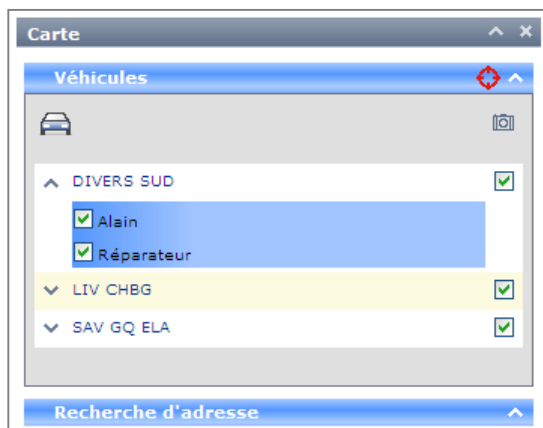 Carte
Véhicules
DIVERS SUD
Alain
Réparateur
LIV CHBG
SAV GQ ELA
Recherche d'adresse